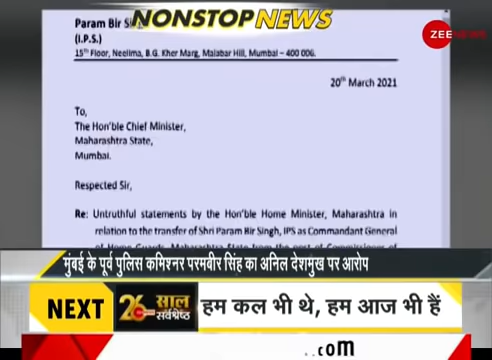 NONSTOP NEWS
ZEE NEWS
Param Bir
(I.P.S.)
15th Floor, Neelima, B.G. Kher Marg, Malabar Hill, Mumbai – 400 006.
20th March 2021
To,
The Hon'ble Chief Minister,
Maharashtra State,
Mumbai.
Respected Sir,
Re: Untruthful statements by the Hon'ble Home Minister, Maharashtra in
relation to the transfer of Shri Param Bir Singh, IPS as Commandant General
of Home Guards, Maharashtra State from the post of Commissioner of
मुंबई के पूर्व पुलिस कमिश्नर परमबीर सिंह का अनिल देशमुख पर आरोप
NEXT
26 साल
सर्वश्रेष्ठ
हम कल भी थे, हम आज भी हैं
.com